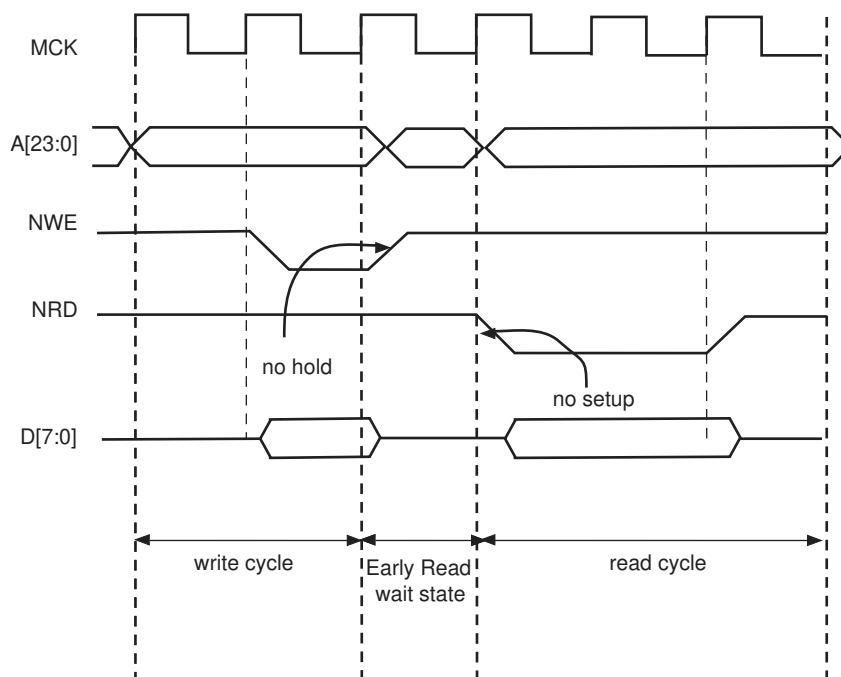 MCK
A[23:0]
NWE
NRD
no hold
no setup
D[7:0]
write cycle
Early Read
wait state
read cycle